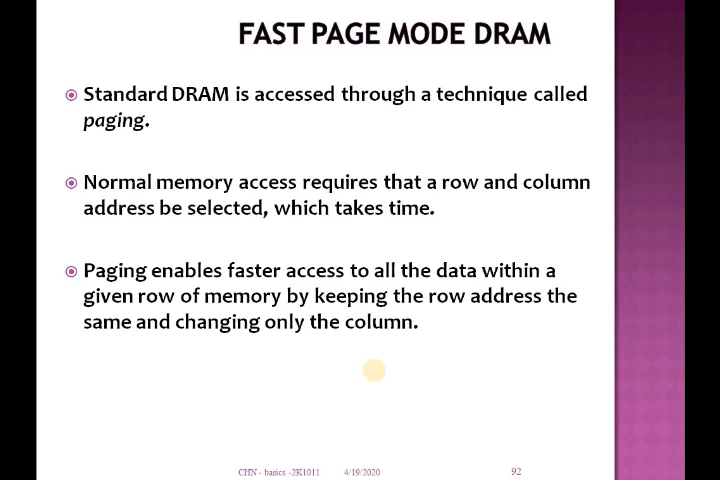 FAST PAGE MODE DRAM
Standard DRAM is accessed through a technique called
paging.
Normal memory access requires that a row and column
address be selected, which takes time.
Paging enables faster access to all the data within a
given row of memory by keeping the row address the
same and changing only the column.
CHN - basics -2K1011 4/19/2020 92